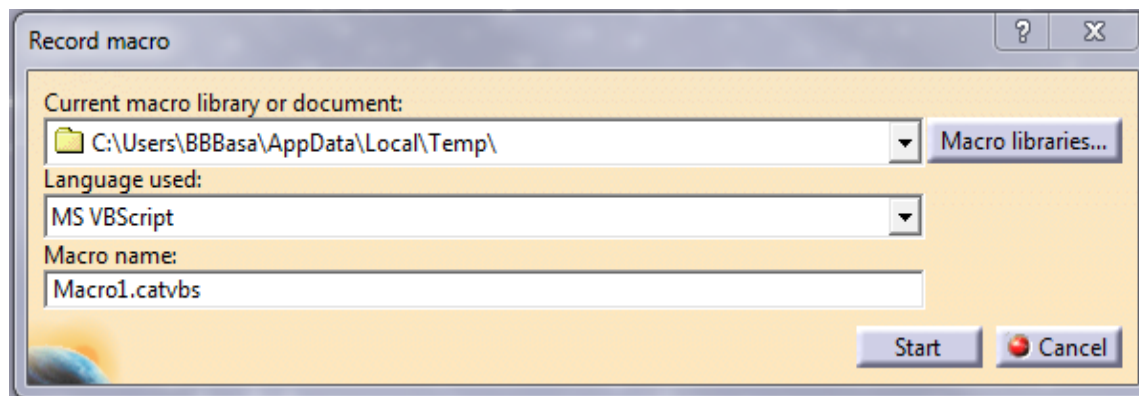 Record macro
Current macro library or document:
C:\Users\BBBasa\AppData\Local\Temp\
Macro libraries...
Language used:
MS VBScript
Macro name:
Macro1.catvbs
Start
Cancel